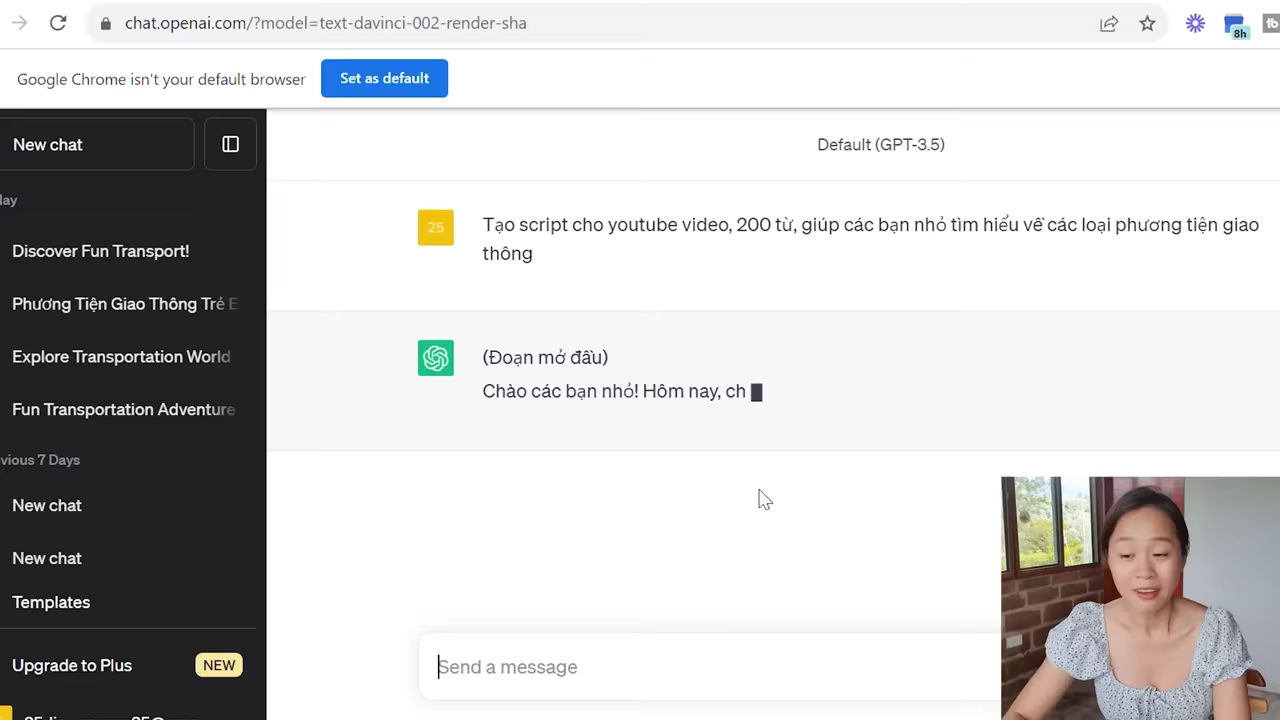 chat.openai.com/?model=text-davinci-002-render-sha
8h
Google Chrome isn't your default browser
Set as default
New chat
Default (GPT-3.5)
lay
25
Tạo script cho youtube video, 200 từ, giúp các bạn nhỏ tìm hiểu về các loại phương tiện giao
thông
Discover Fun Transport!
Phương Tiện Giao Thông Trẻ E
Explore Transportation World
Fun Transportation Adventure
(Đoạn mở đầu)
Chào các bạn nhỏ! Hôm nay, ch
vious 7 Days
New chat
New chat
Templates
Upgrade to Plus
NEW
Send a message